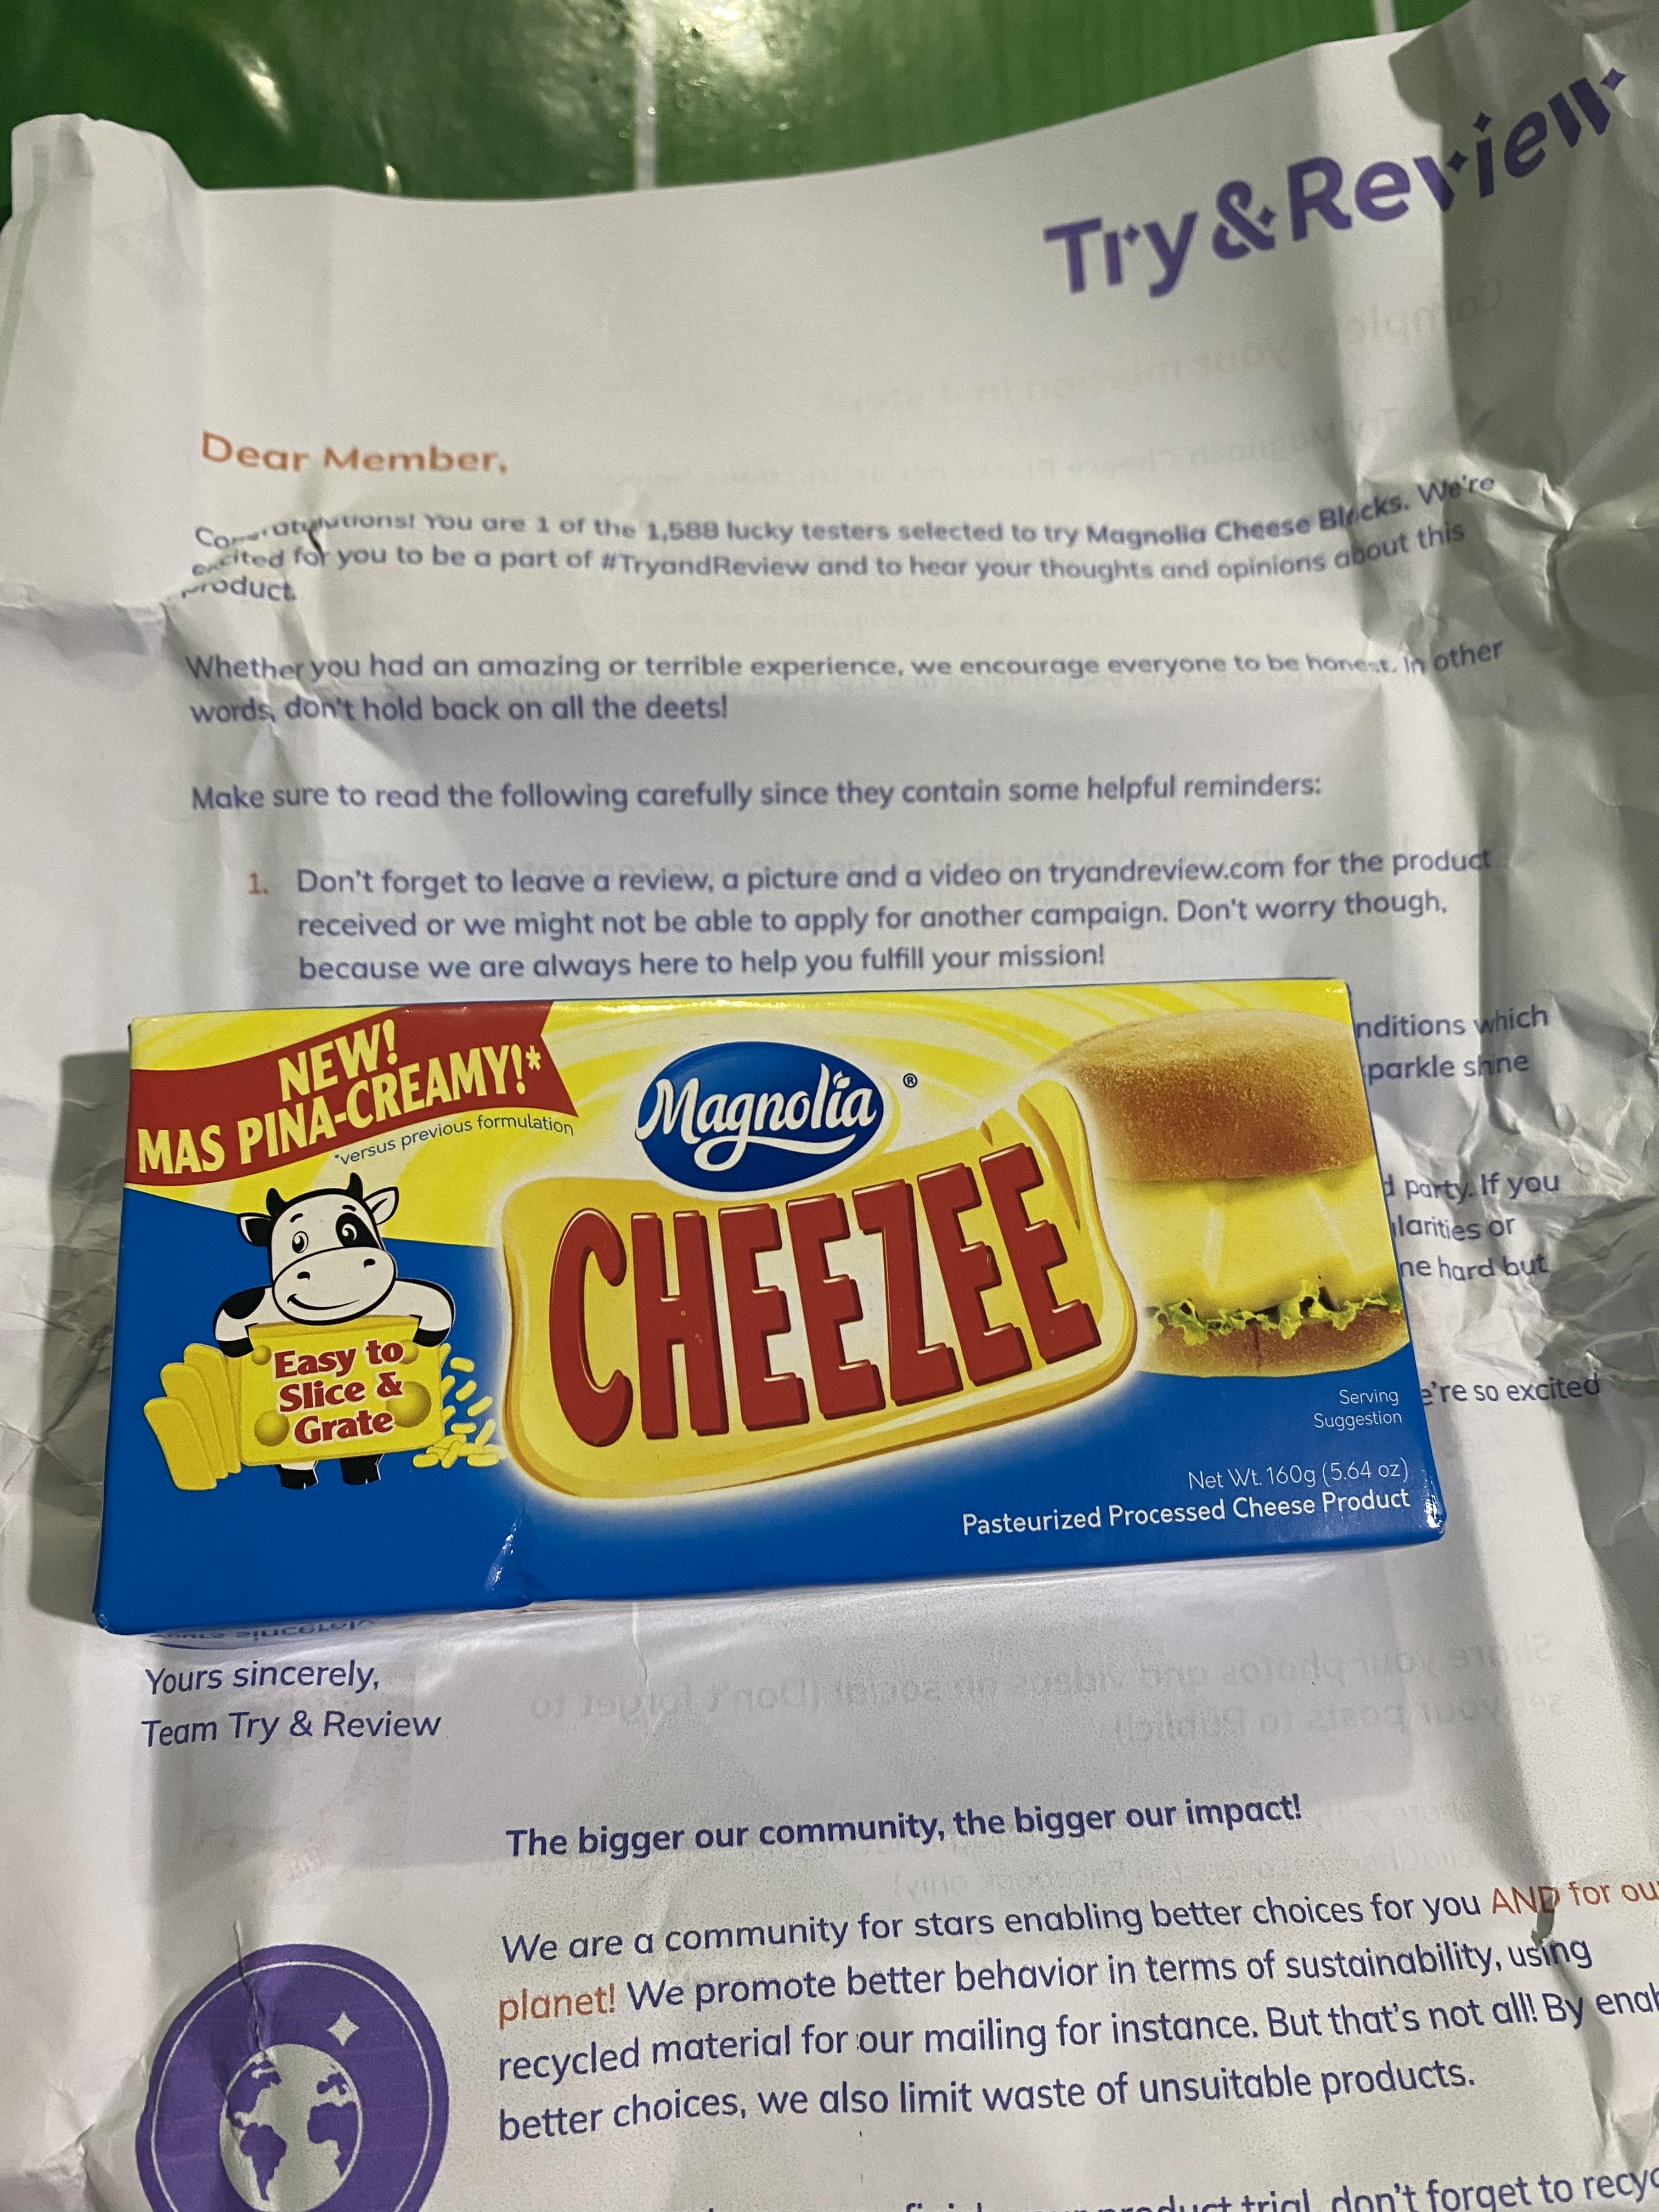 Try & Review
Dear Member,
Congratulutions! You are 1 of the 1,588 lucky testers selected to try Magnolia Cheese Blocks. We're
excited for you to be a part of #TryandReview and to hear your thoughts and opinions about this
product.
Whether you had an amazing or terrible experience, we encourage everyone to be honest. In other
words, don't hold back on all the deets!
Make sure to read the following carefully since they contain some helpful reminders:
1. Don't forget to leave a review, a picture and a video on tryandreview.com for the product
received or we might not be able to apply for another campaign. Don't worry though,
because we are always here to help you fulfill your mission!
nditions which
parkle shine
d party. If you
larities or
ne hard but
e're so excited
NEW!
MAS PINA-CREAMY!*
*versus previous formulation
Magnolia ®
CHEEZEE
Easy to
Slice &
Grate
Serving
Suggestion
Net Wt. 160g (5.64 oz)
Pasteurized Processed Cheese Product
Yours sincerely,
Team Try & Review
The bigger our community, the bigger our impact!
We are a community for stars enabling better choices for you AND for ou
planet! We promote better behavior in terms of sustainability, using
recycled material for our mailing for instance. But that's not all! By enab
better choices, we also limit waste of unsuitable products.
product trial, don't forget to recyc